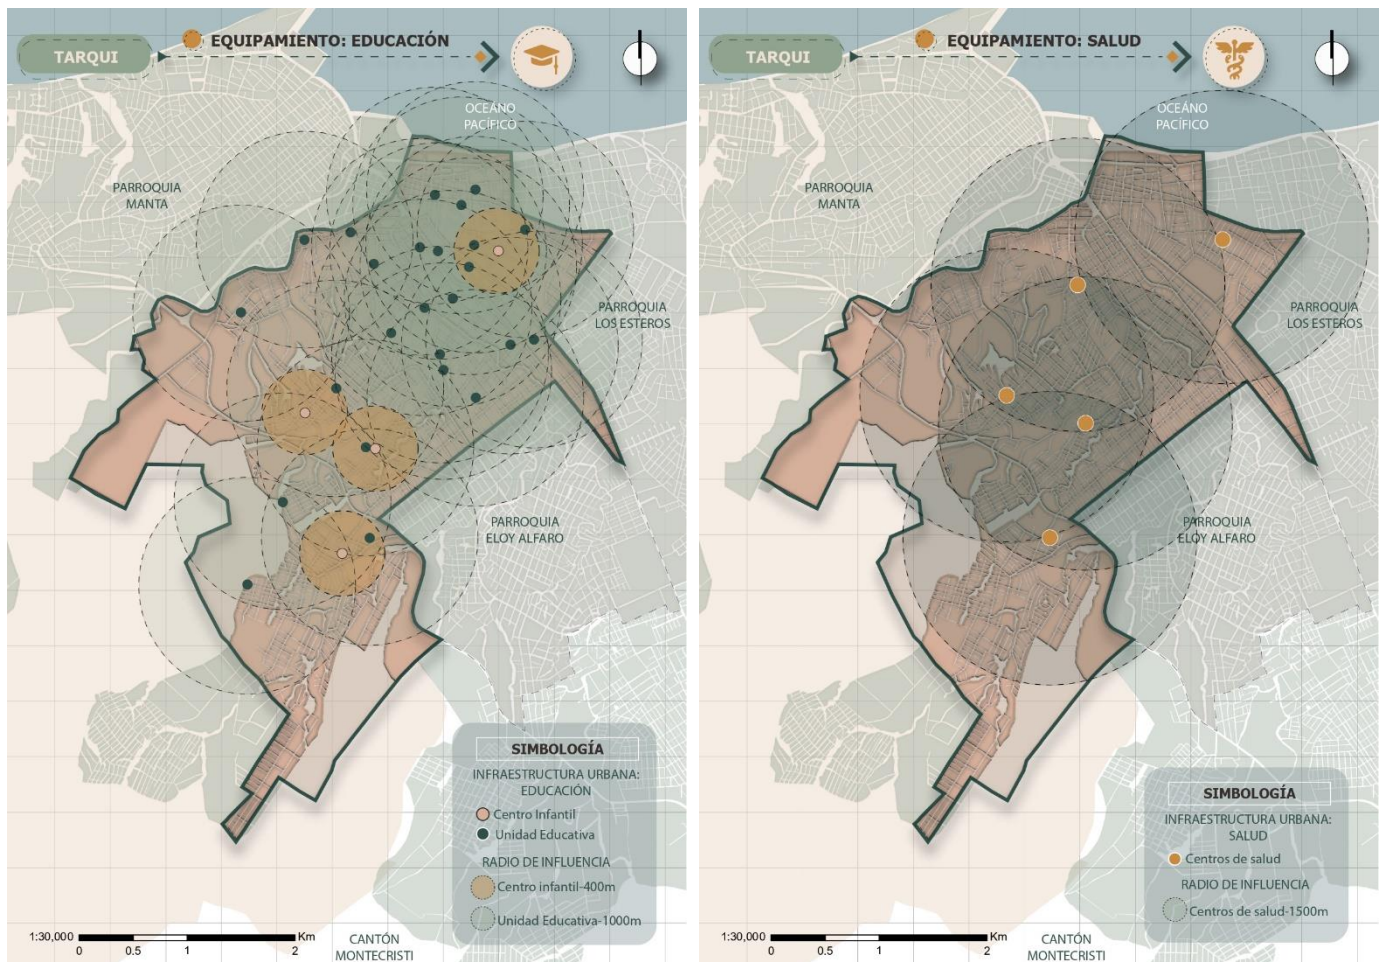 TARQUI
EQUIPAMIENTO: EDUCACIÓN
OCEÁNO
PACÍFICO
PARROQUIA
MANTA
PARROQUIA
LOS ESTEROS
PARROQUIA
ELOY ALFARO
SIMBOLOGÍA
INFRAESTRUCTURA URBANA:
EDUCACIÓN
Centro Infantil
Unidad Educativa
RADIO DE INFLUENCIA
Centro infantil-400m
Unidad Educativa-1000m
1:30,000
Km
0 0.5 1 2
CANTÓN
MONTECRISTI
TARQUI
EQUIPAMIENTO: SALUD
OCEÁNO
PACÍFICO
PARROQUIA
MANTA
PARROQUIA
LOS ESTEROS
PARROQUIA
ELOY ALFARO
SIMBOLOGÍA
INFRAESTRUCTURA URBANA:
SALUD
Centros de salud
RADIO DE INFLUENCIA
Centros de salud-1500m
1:30,000
Km
0 0.5 1 2
CANTÓN
MONTECRISTI